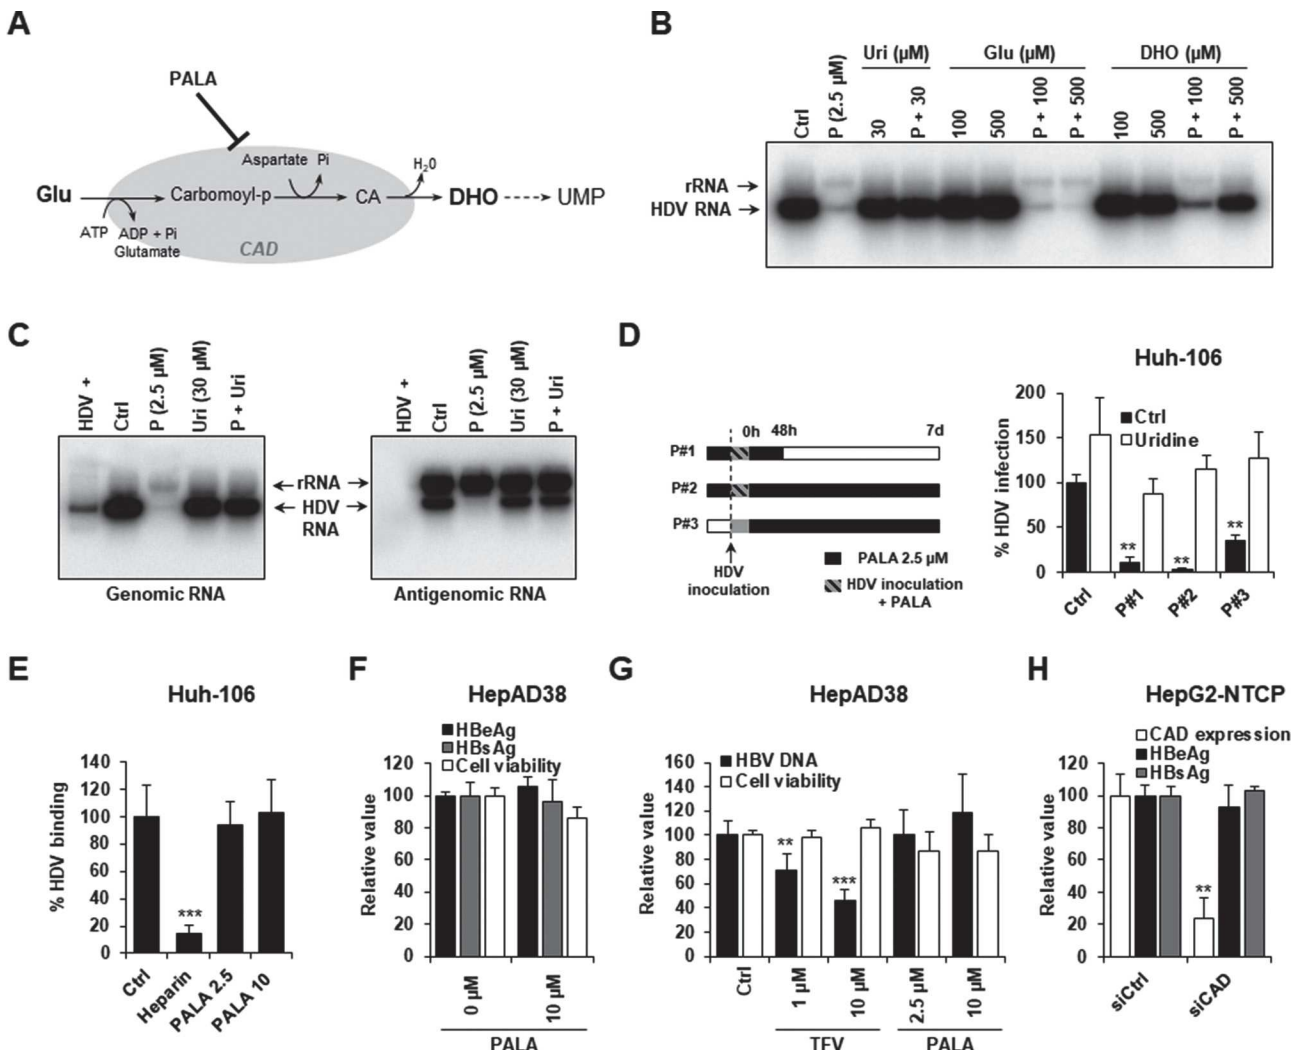 A
PALA
Aspartate Pi
H20
Glu
Carbomoyl-p
CA
DHO
UMP
ATP
ADP + Pi
Glutamate
CAD
B
Uri (µM)
Glu (µM)
DHO (µM)
Ctrl
P (2.5 µM)
30
P + 30
100
500
P + 100
P + 500
100
500
P + 100
P + 500
rRNA
HDV RNA
C
HDV +
Ctrl
P (2.5 µM)
Uri (30 µM)
P + Uri
HDV +
Ctrl
P (2.5 µM)
Uri (30 µM)
P + Uri
rRNA
HDV
RNA
Genomic RNA
Antigenomic RNA
D
0h 48h 7d
P#1
P#2
P#3
HDV
inoculation
PALA 2.5 µM
HDV inoculation
+ PALA
Huh-106
Ctrl
Uridine
% HDV infection
200
150
100
50
0
**
**
**
Ctrl
P#1
P#2
P#3
E
Huh-106
% HDV binding
140
120
100
80
60
40
20
0
***
Ctrl
Heparin
PALA 2.5
PALA 10
F
HepAD38
HBeAg
HBsAg
Cell viability
Relative value
120
100
80
60
40
20
0
0 µM
10 µM
PALA
G
HepAD38
HBV DNA
Cell viability
Relative value
160
140
120
100
80
60
40
20
0
**
***
Ctrl
1 µM
10 µM
2.5 µM
10 µM
TFV
PALA
H
HepG2-NTCP
CAD expression
HBeAg
HBsAg
Relative value
120
100
80
60
40
20
0
**
siCtrl
siCAD